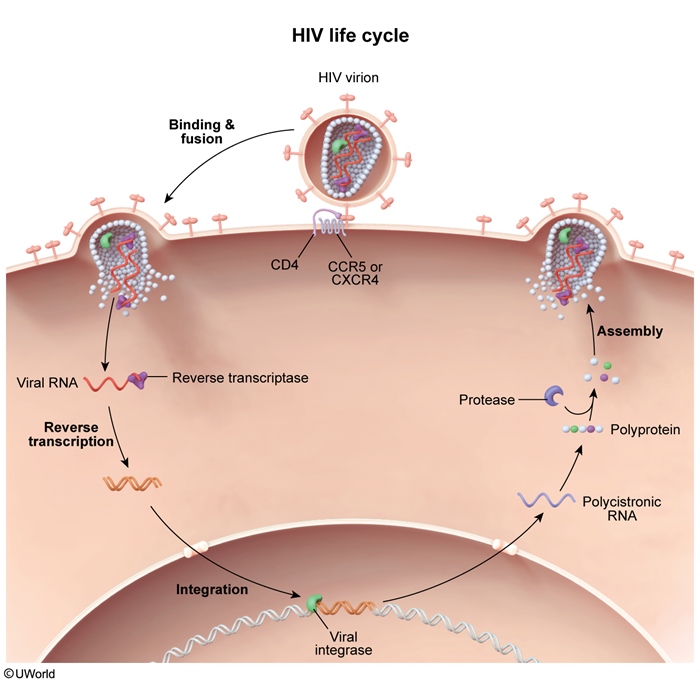 HIV life cycle
HIV virion
Binding &
fusion
CD4
CCR5 or
CXCR4
Assembly
Viral RNA
Reverse transcriptase
Protease
Polyprotein
Reverse
transcription
Polycistronic
RNA
Integration
Viral
integrase
©UWorld